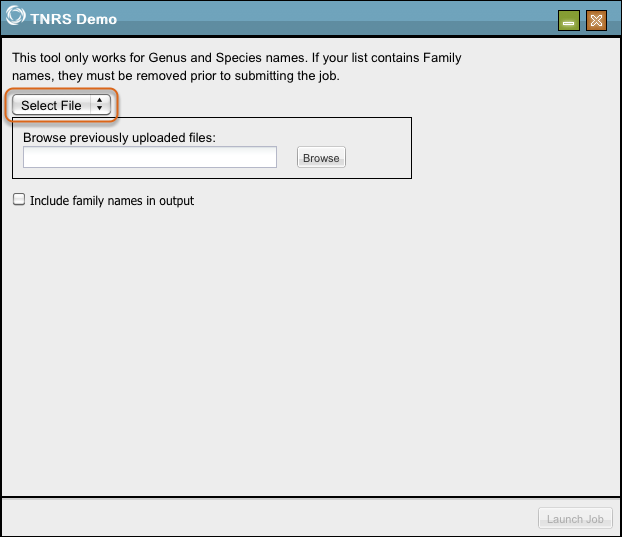 TNRS Demo
This tool only works for Genus and Species names. If your list contains Family
names, they must be removed prior to submitting the job.
Select File
Browse previously uploaded files:
Browse
Include family names in output
Launch Job